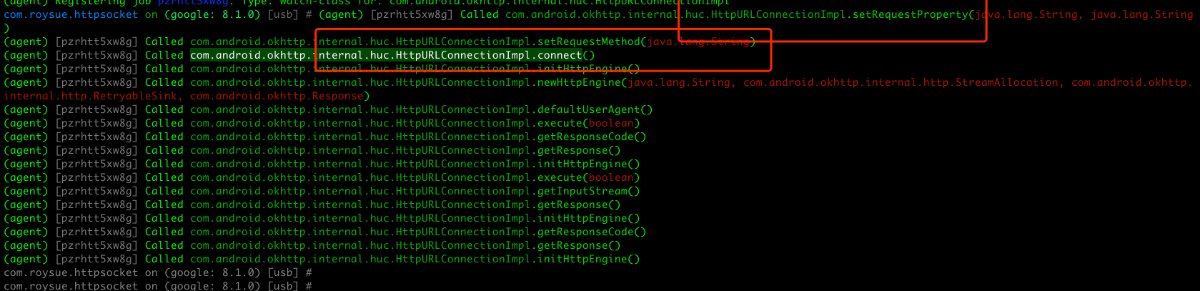 (agent) Registering job pzrhtt5xw8g. Type: watch-class for: com.android.okhttp.internal.huc.HttpURLConnectionImpl
com.roysue.httpsocket on (google: 8.1.0) [usb] # (agent) [pzrhtt5xw8g] Called com.android.okhttp.internal.huc.HttpURLConnectionImpl.setRequestProperty(java.lang.String, java.lang.String
)
(agent) [pzrhtt5xw8g] Called com.android.okhttp.internal.huc.HttpURLConnectionImpl.setRequestMethod(java.lang.String)
(agent) [pzrhtt5xw8g] Called com.android.okhttp.internal.huc.HttpURLConnectionImpl.connect()
(agent) [pzrhtt5xw8g] Called com.android.okhttp.internal.huc.HttpURLConnectionImpl.initHttpEngine()
(agent) [pzrhtt5xw8g] Called com.android.okhttp.internal.huc.HttpURLConnectionImpl.newHttpEngine(java.lang.String, com.android.okhttp.internal.http.StreamAllocation, com.android.okhttp.
internal.http.RetryableSink, com.android.okhttp.Response)
(agent) [pzrhtt5xw8g] Called com.android.okhttp.internal.huc.HttpURLConnectionImpl.defaultUserAgent()
(agent) [pzrhtt5xw8g] Called com.android.okhttp.internal.huc.HttpURLConnectionImpl.execute(boolean)
(agent) [pzrhtt5xw8g] Called com.android.okhttp.internal.huc.HttpURLConnectionImpl.getResponseCode()
(agent) [pzrhtt5xw8g] Called com.android.okhttp.internal.huc.HttpURLConnectionImpl.getResponse()
(agent) [pzrhtt5xw8g] Called com.android.okhttp.internal.huc.HttpURLConnectionImpl.initHttpEngine()
(agent) [pzrhtt5xw8g] Called com.android.okhttp.internal.huc.HttpURLConnectionImpl.execute(boolean)
(agent) [pzrhtt5xw8g] Called com.android.okhttp.internal.huc.HttpURLConnectionImpl.getInputStream()
(agent) [pzrhtt5xw8g] Called com.android.okhttp.internal.huc.HttpURLConnectionImpl.getResponse()
(agent) [pzrhtt5xw8g] Called com.android.okhttp.internal.huc.HttpURLConnectionImpl.initHttpEngine()
(agent) [pzrhtt5xw8g] Called com.android.okhttp.internal.huc.HttpURLConnectionImpl.getResponseCode()
(agent) [pzrhtt5xw8g] Called com.android.okhttp.internal.huc.HttpURLConnectionImpl.getResponse()
(agent) [pzrhtt5xw8g] Called com.android.okhttp.internal.huc.HttpURLConnectionImpl.initHttpEngine()
com.roysue.httpsocket on (google: 8.1.0) [usb] #
com.roysue.httpsocket on (google: 8.1.0) [usb] #